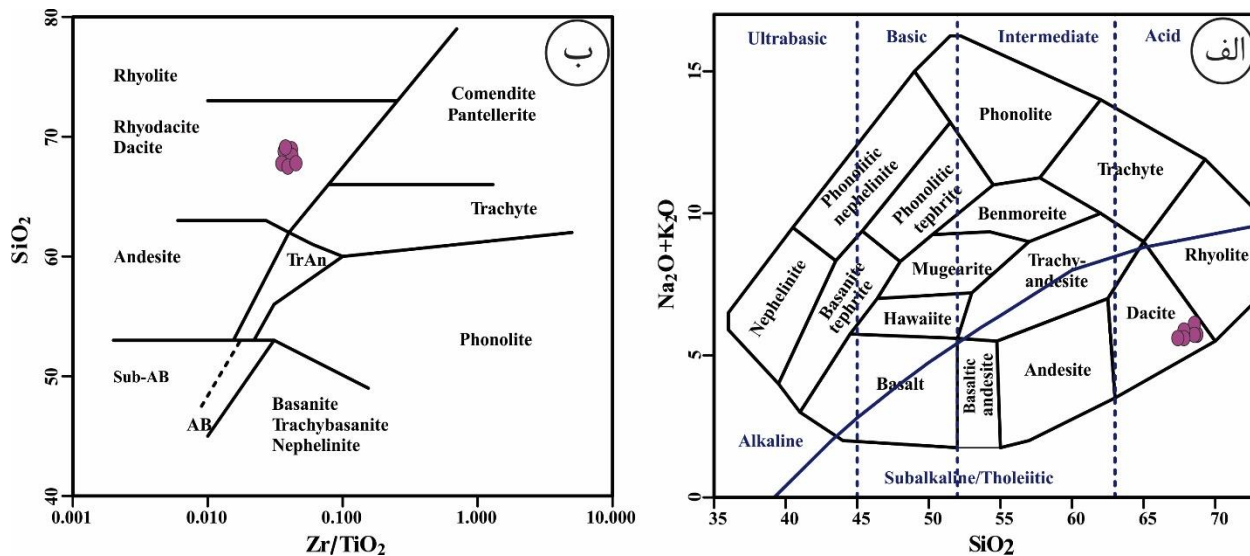 ب
80
70
60
50
40
SiO₂
Rhyolite
Rhyodacite
Dacite
Comendite
Pantellerite
Trachyte
Andesite
TrAn
Phonolite
Sub-AB
AB
Basanite
Trachybasanite
Nephelinite
0.001
0.010
0.100
1.000
10.000
Zr/TiO₂
الف
Ultrabasic
Basic
Intermediate
Acid
15
10
5
0
Na₂O+K₂O
Phonolite
Phonolitic
nephelinite
Phonolitic
tephrite
Trachyte
Benmoreite
Rhyolite
Nephelinite
Basanite
tephrite
Mugearite
Trachy-
andesite
Hawaiite
Dacite
Basalt
Basaltic
andesite
Andesite
Alkaline
Subalkaline/Tholeiitic
35
40
45
50
55
60
65
70
SiO₂